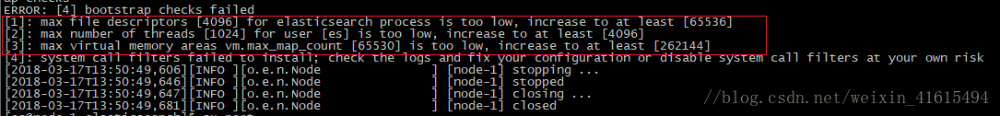 ap checks
ERROR: [4] bootstrap checks failed
[1]: max file descriptors [4096] for elasticsearch process is too low, increase to at least [65536]
[2]: max number of threads [1024] for user [es] is too low, increase to at least [4096]
[3]: max virtual memory areas vm.max_map_count [65530] is too low, increase to at least [262144]
[4]: system call filters failed to install; check the logs and fix your configuration or disable system call filters at your own risk
[2018-03-17T13:50:49,606][INFO ][o.e.n.Node ] [node-1] stopping ...
[2018-03-17T13:50:49,646][INFO ][o.e.n.Node ] [node-1] stopped
[2018-03-17T13:50:49,647][INFO ][o.e.n.Node ] [node-1] closing ...
[2018-03-17T13:50:49,681][INFO ][o.e.n.Node ] [node-1] closed
//blog.csdn.net/weixin_41615494